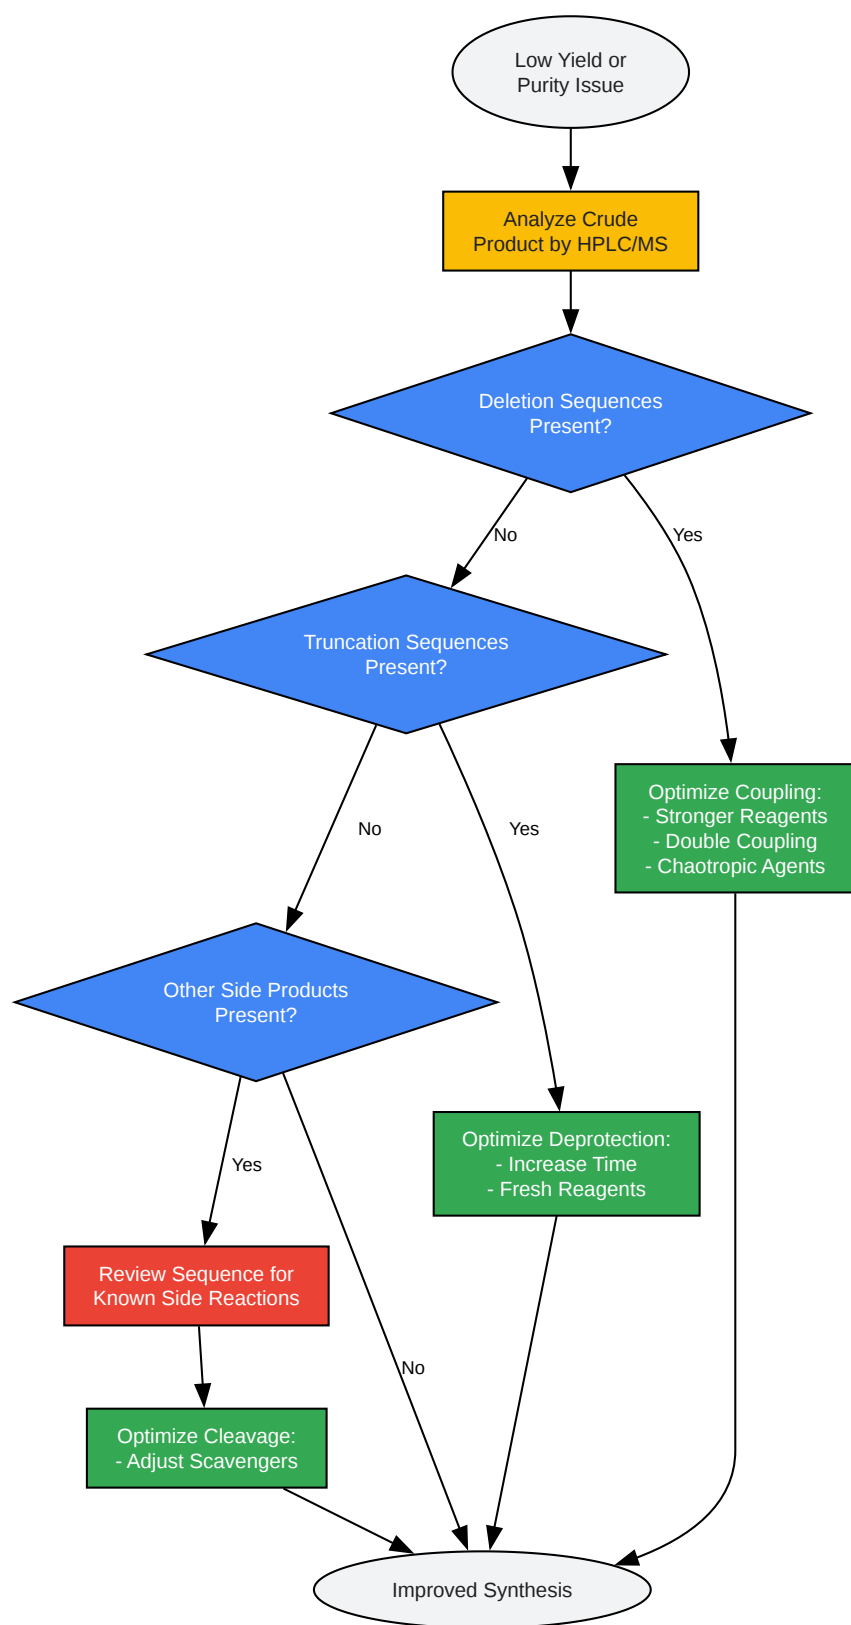 Low Yield or
Purity Issue
Analyze Crude
Product by HPLC/MS
Deletion Sequences
Present?
No
Yes
Truncation Sequences
Present?
Optimize Coupling:
- Stronger Reagents
- Double Coupling
- Chaotropic Agents
No
Yes
Other Side Products
Present?
Optimize Deprotection:
- Increase Time
- Fresh Reagents
Yes
Review Sequence for
Known Side Reactions
No
Optimize Cleavage:
- Adjust Scavengers
Improved Synthesis